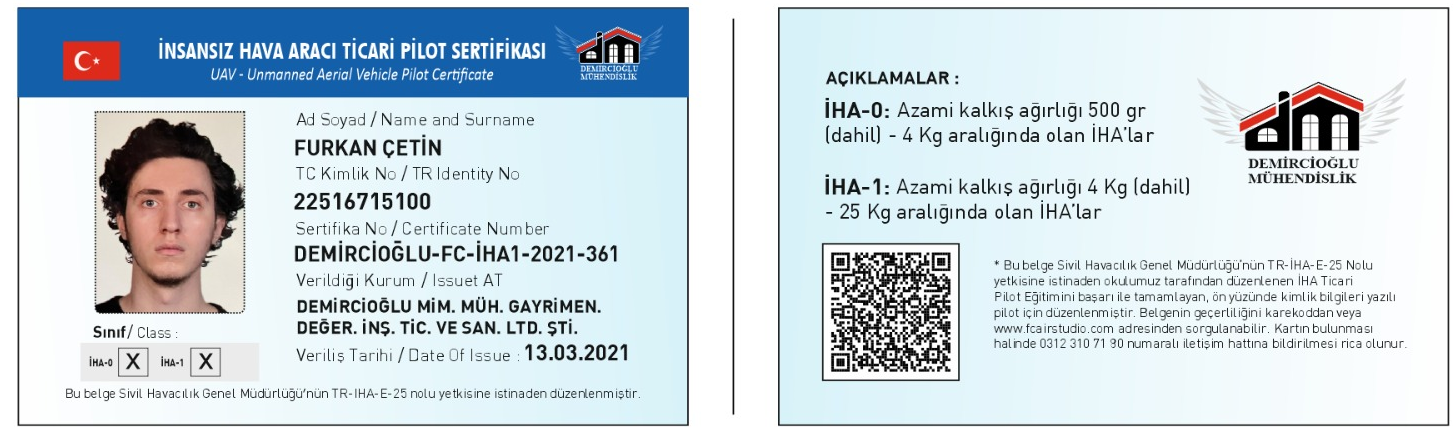 İNSANSIZ HAVA ARACI TİCARİ PİLOT SERTİFİKASI
UAV - Unmanned Aerial Vehicle Pilot Certificate
DEMİRCİOĞLU
MÜHENDİSLİK
Ad Soyad / Name and Surname
FURKAN ÇETİN
TC Kimlik No / TR Identity No
22516715100
Sertifika No / Certificate Number
DEMİRCİOĞLU-FC-İHA1-2021-361
Verildiği Kurum / Issuet AT
DEMİRCİOĞLU MİM. MÜH. GAYRİMEN.
DEĞER. İNŞ. TİC. VE SAN. LTD. ŞTİ.
Veriliş Tarihi / Date Of Issue : 13.03.2021
Sınıf/ Class :
İHA-0 X İHA-1 X
Bu belge Sivil Havacılık Genel Müdürlüğü'nün TR-IHA-E-25 nolu yetkisine istinaden düzenlenmiştir.
AÇIKLAMALAR :
İHA-0: Azami kalkış ağırlığı 500 gr
(dahil) - 4 Kg aralığında olan İHA'lar
İHA-1: Azami kalkış ağırlığı 4 Kg (dahil)
- 25 Kg aralığında olan İHA'lar
DEMİRCİOĞLU
MÜHENDİSLİK
* Bu belge Sivil Havacılık Genel Müdürlüğü'nün TR-İHA-E-25 Nolu
yetkisine istinaden okulumuz tarafından düzenlenen İHA Ticari
Pilot Eğitimini başarı ile tamamlayan, ön yüzünde kimlik bilgileri yazılı
pilot için düzenlenmiştir. Belgenin geçerliliğini karekoddan veya
www.fcairstudio.com adresinden sorgulanabilir. Kartın bulunması
halinde 0312 310 71 90 numaralı iletişim hattına bildirilmesi rica olunur.